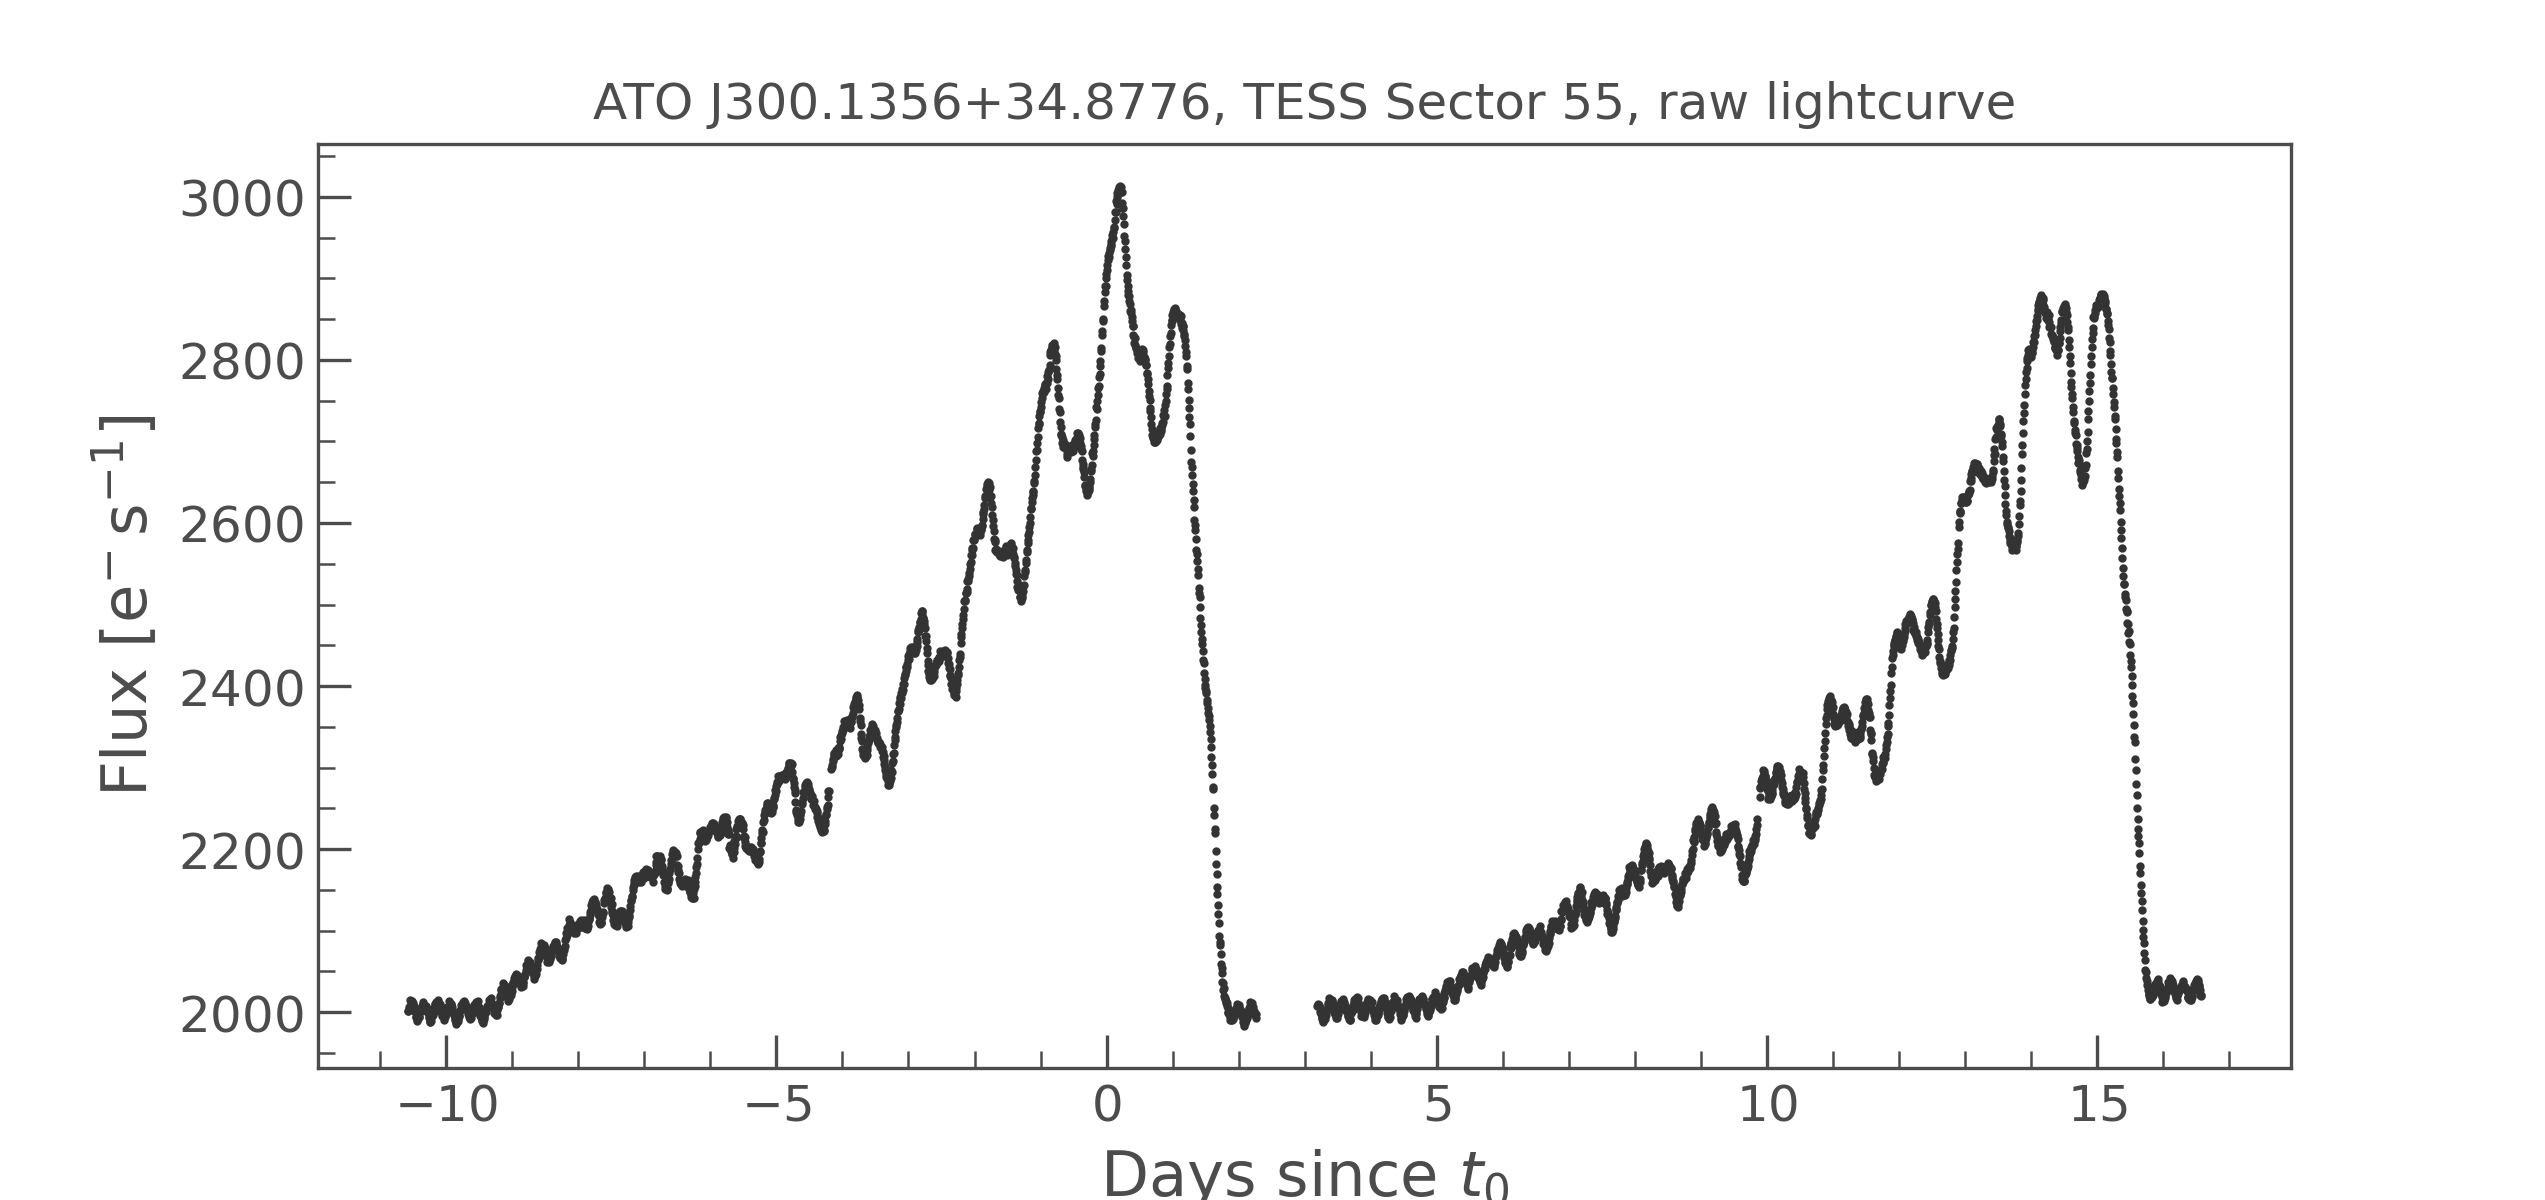 ATO J300.1356+34.8776, TESS Sector 55, raw lightcurve
Flux [e⁻ s⁻¹]
3000
2800
2600
2400
2200
2000
−10 −5 0 5 10 15
Days since t₀